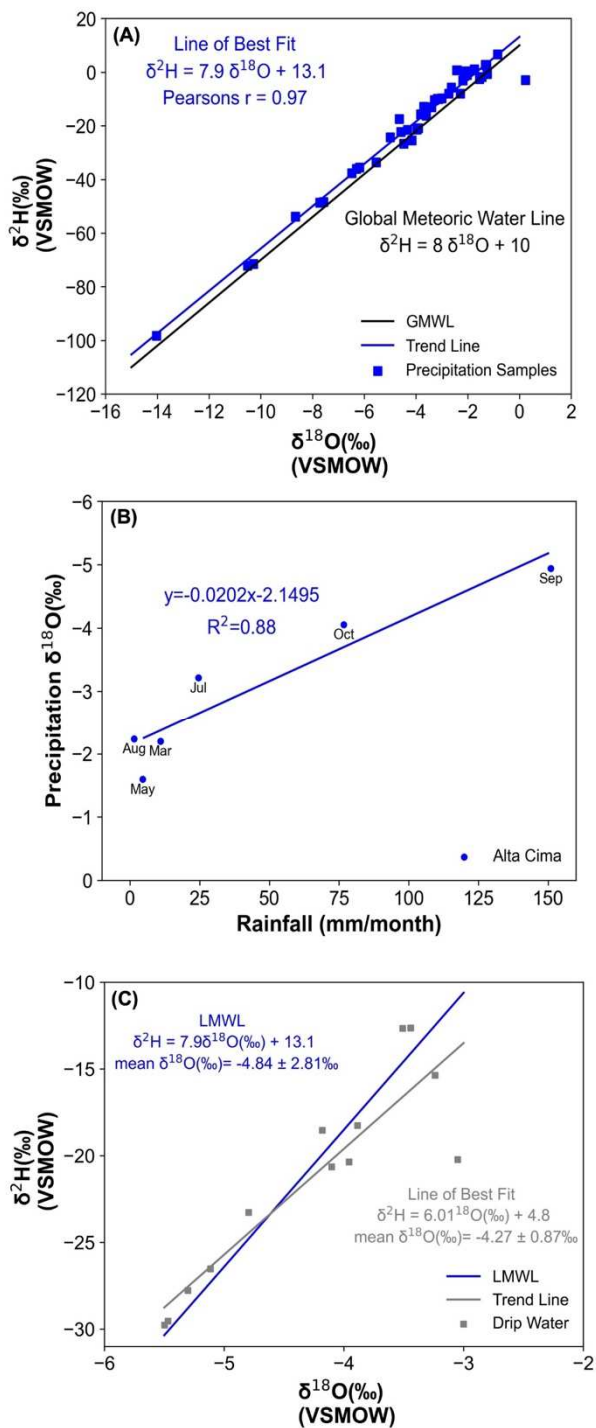 (A)
Line of Best Fit
δ²H = 7.9 δ¹⁸O + 13.1
Pearsons r = 0.97
Global Meteoric Water Line
δ²H = 8 δ¹⁸O + 10
GMWL
Trend Line
Precipitation Samples
20
0
−20
−40
−60
−80
−100
−120
δ²H(‰)
(VSMOW)
−16 −14 −12 −10 −8 −6 −4 −2 0 2
δ¹⁸O(‰)
(VSMOW)
(B)
y=-0.0202x-2.1495
R²=0.88
Sep
Oct
Jul
Aug Mar
May
Alta Cima
−6
−5
−4
−3
−2
−1
0
Precipitation δ¹⁸O(‰)
0 25 50 75 100 125 150
Rainfall (mm/month)
(C)
LMWL
δ²H = 7.9δ¹⁸O(‰) + 13.1
mean δ¹⁸O(‰)= -4.84 ± 2.81‰
Line of Best Fit
δ²H = 6.01¹⁸O(‰) + 4.8
mean δ¹⁸O(‰)= -4.27 ± 0.87‰
LMWL
Trend Line
Drip Water
−10
−15
−20
−25
−30
δ²H(‰)
(VSMOW)
−6 −5 −4 −3 −2
δ¹⁸O(‰)
(VSMOW)